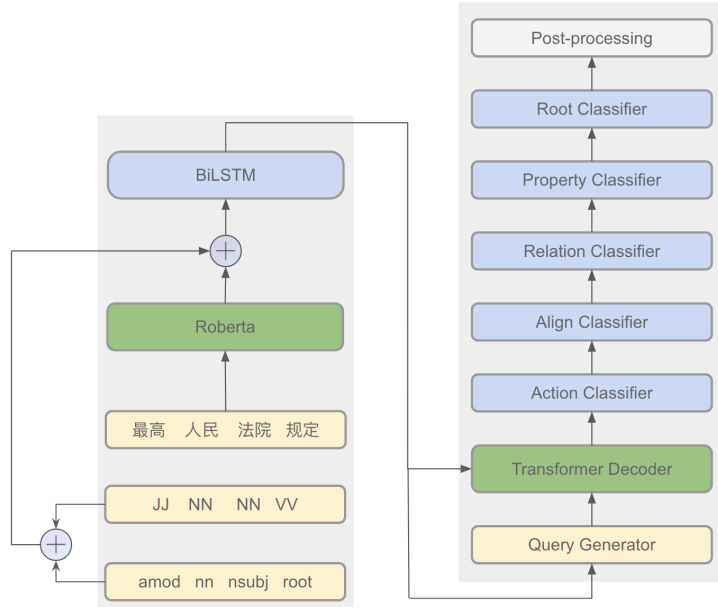 BiLSTM
Roberta
最高 人民 法院 规定
JJ NN NN VV
amod nn nsubj root
Post-processing
Root Classifier
Property Classifier
Relation Classifier
Align Classifier
Action Classifier
Transformer Decoder
Query Generator